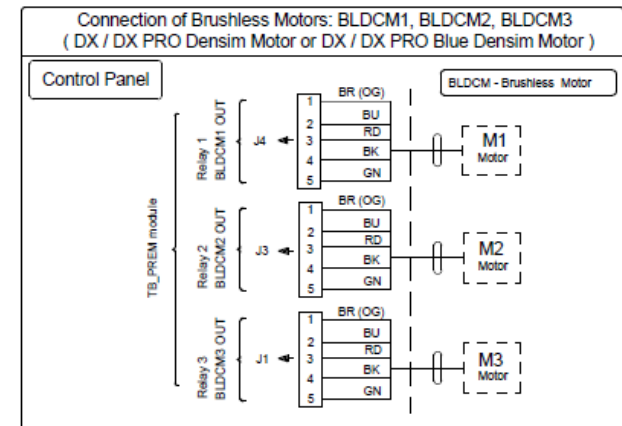 Connection of Brushless Motors: BLDCM1, BLDCM2, BLDCM3
( DX / DX PRO Densim Motor or DX / DX PRO Blue Densim Motor )
Control Panel
BLDCM - Brushless Motor
TB_PREM module
Relay 1
BLDCM1 OUT
J4
1
2
3
4
5
BR (OG)
BU
RD
BK
GN
M1
Motor
Relay 2
BLDCM2 OUT
J3
1
2
3
4
5
BR (OG)
BU
RD
BK
GN
M2
Motor
Relay 3
BLDCM3 OUT
J1
1
2
3
4
5
BR (OG)
BU
RD
BK
GN
M3
Motor